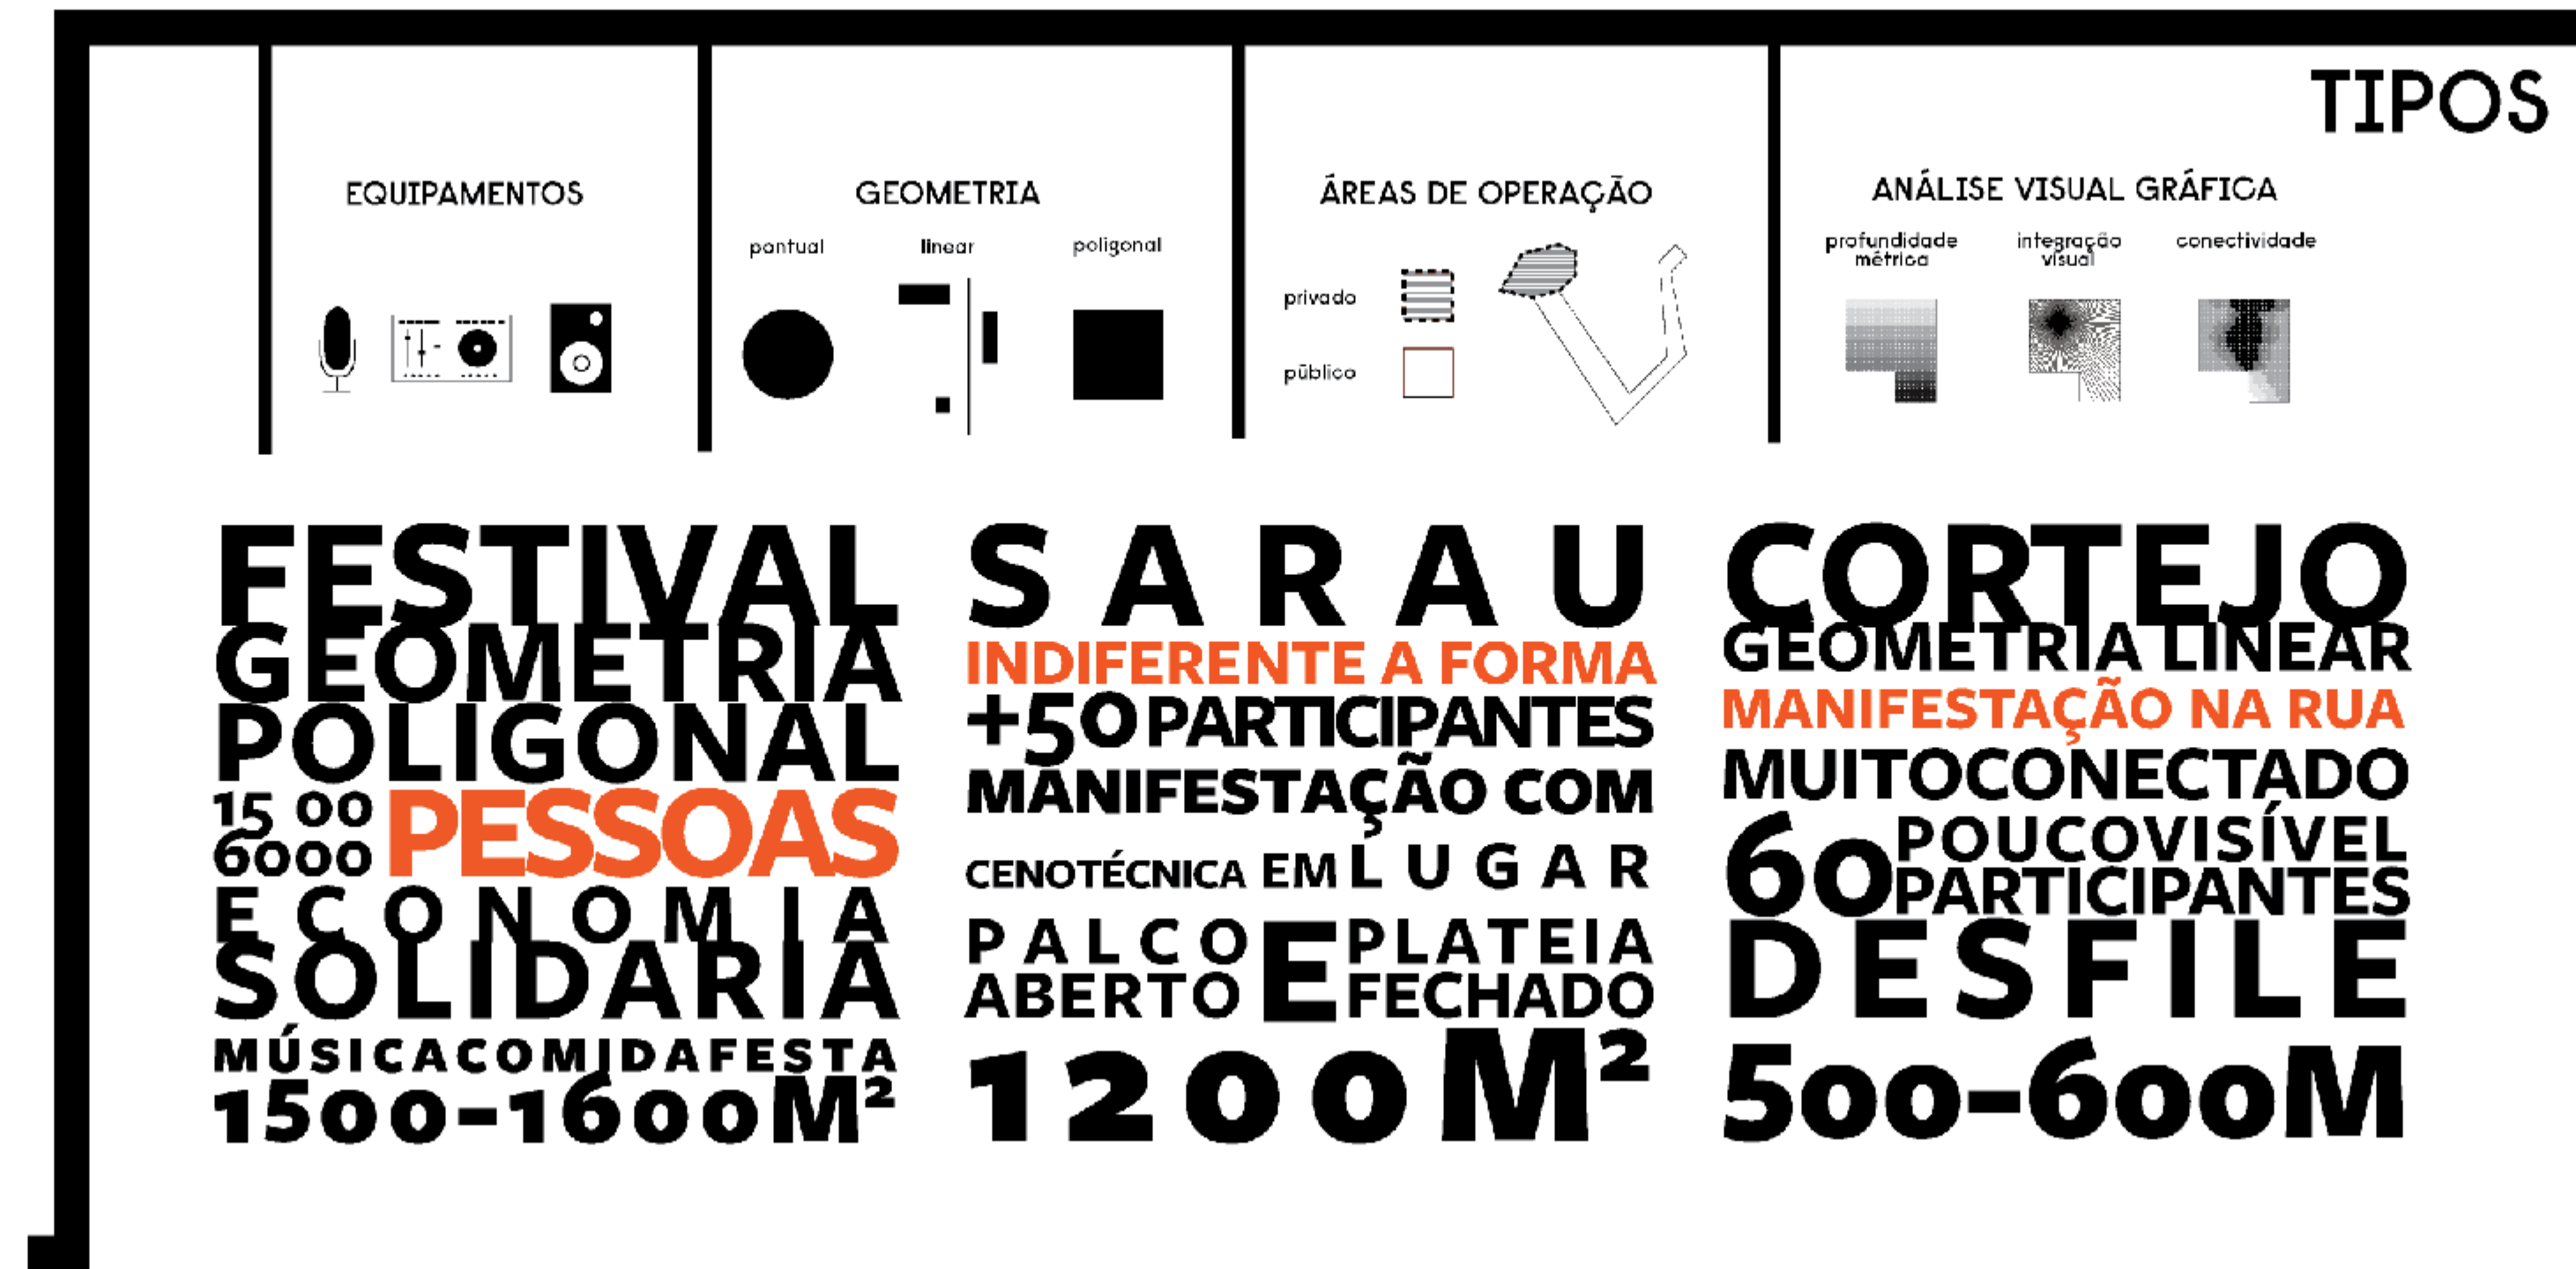 TIPOS
EQUIPAMENTOS
GEOMETRIA
pontual linear poligonal
ÁREAS DE OPERAÇÃO
privado
público
ANÁLISE VISUAL GRÁFICA
profundidade métrica
integração visual
conectividade
FESTIVAL
GEOMETRIA
POLIGONAL
15 00
6000
PESSOAS
ECONOMIA
SOLIDARIA
MÚSICACOMIDAFESTA
1500-1600M²
SARAU
INDIFERENTE A FORMA
+50 PARTICIPANTES
MANIFESTAÇÃO COM
CENOTÉCNICA EM LUGAR
PALCO E PLATEIA
ABERTO FECHADO
1200M²
CORTEJO
GEOMETRIA LINEAR
MANIFESTAÇÃO NA RUA
MUITOCONECTADO
POUCOVISÍVEL
60 PARTICIPANTES
DESFILE
500-600M